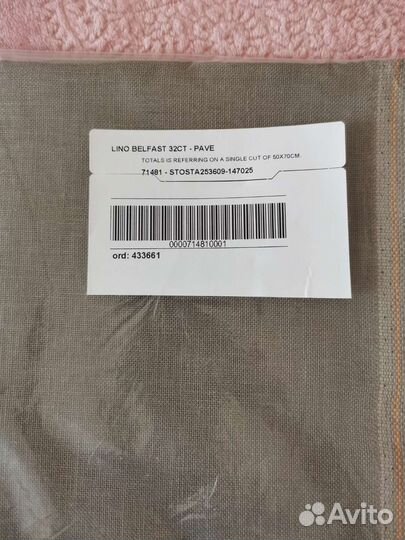 LINO BELFAST 32CT - PAVE
TOTALS IS REFERRING ON A SINGLE CUT OF 50X70CM.
71481 - STOSTA253609-147025
0000714810001
ord: 433661
Avito